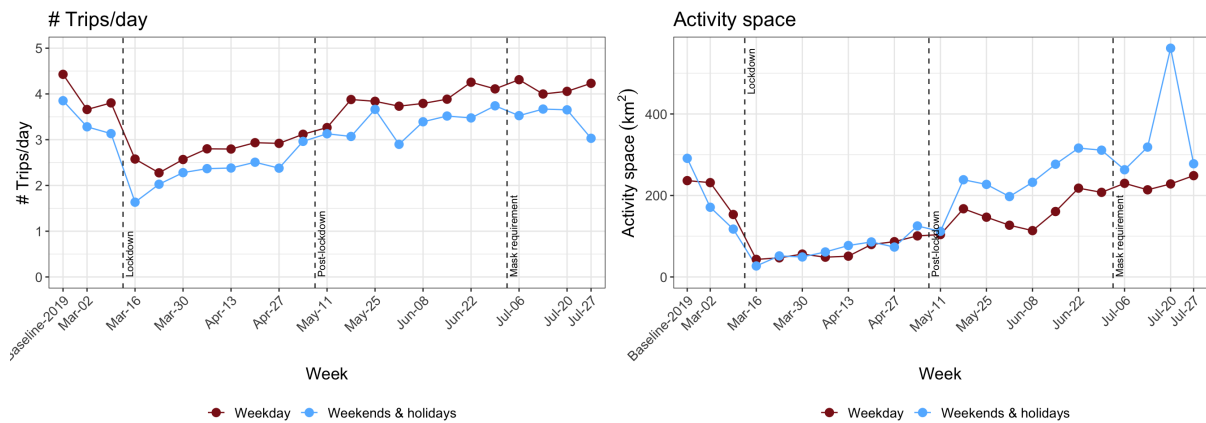 # Trips/day
# Trips/day
5
4
3
2
1
0
Lockdown
Post-lockdown
Mask requirement
Baseline-2019
Mar-02
Mar-16
Mar-30
Apr-13
Apr-27
May-11
May-25
Jun-08
Jun-22
Jul-06
Jul-20
Jul-27
Week
Weekday
Weekends & holidays
Activity space
Activity space (km²)
400
200
0
Lockdown
Post-lockdown
Mask requirement
Baseline-2019
Mar-02
Mar-16
Mar-30
Apr-13
Apr-27
May-11
May-25
Jun-08
Jun-22
Jul-06
Jul-20
Jul-27
Week
Weekday
Weekends & holidays